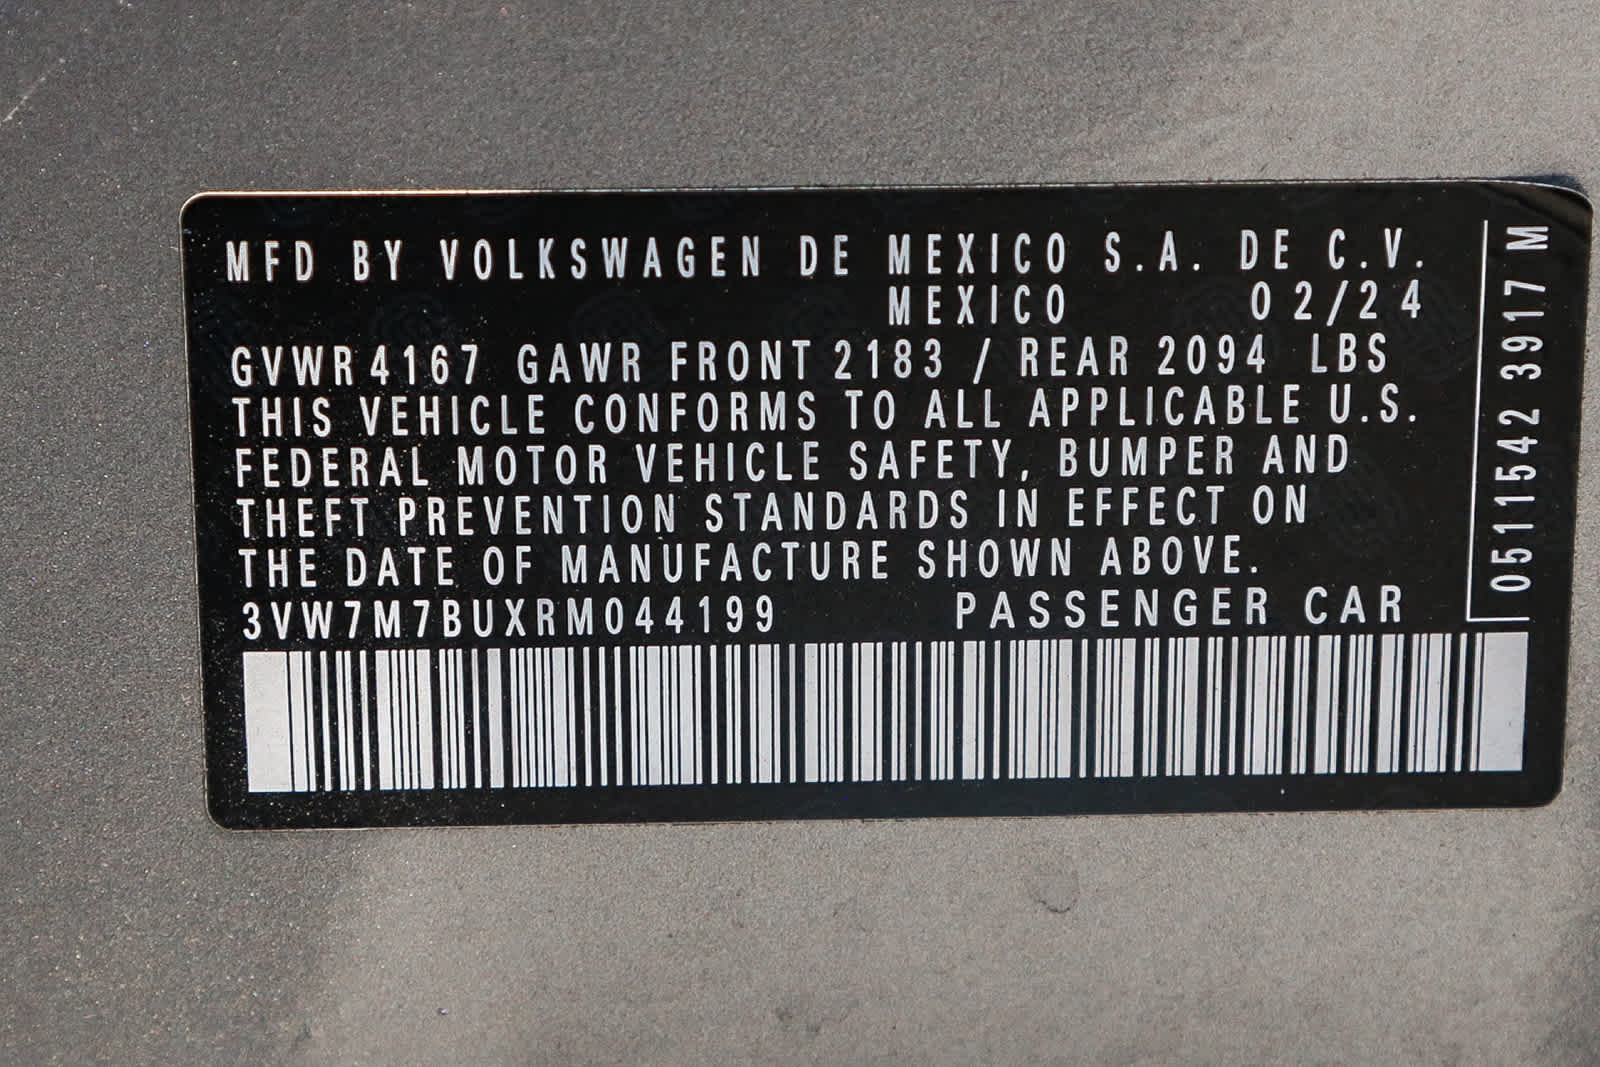 MFD BY VOLKSWAGEN DE MEXICO S.A. DE C.V.
MEXICO 02/24
GVWR 4167 GAWR FRONT 2183 / REAR 2094 LBS
THIS VEHICLE CONFORMS TO ALL APPLICABLE U.S.
FEDERAL MOTOR VEHICLE SAFETY, BUMPER AND
THEFT PREVENTION STANDARDS IN EFFECT ON
THE DATE OF MANUFACTURE SHOWN ABOVE.
3VW7M7BUXRM044199 PASSENGER CAR
0511542 3917 M